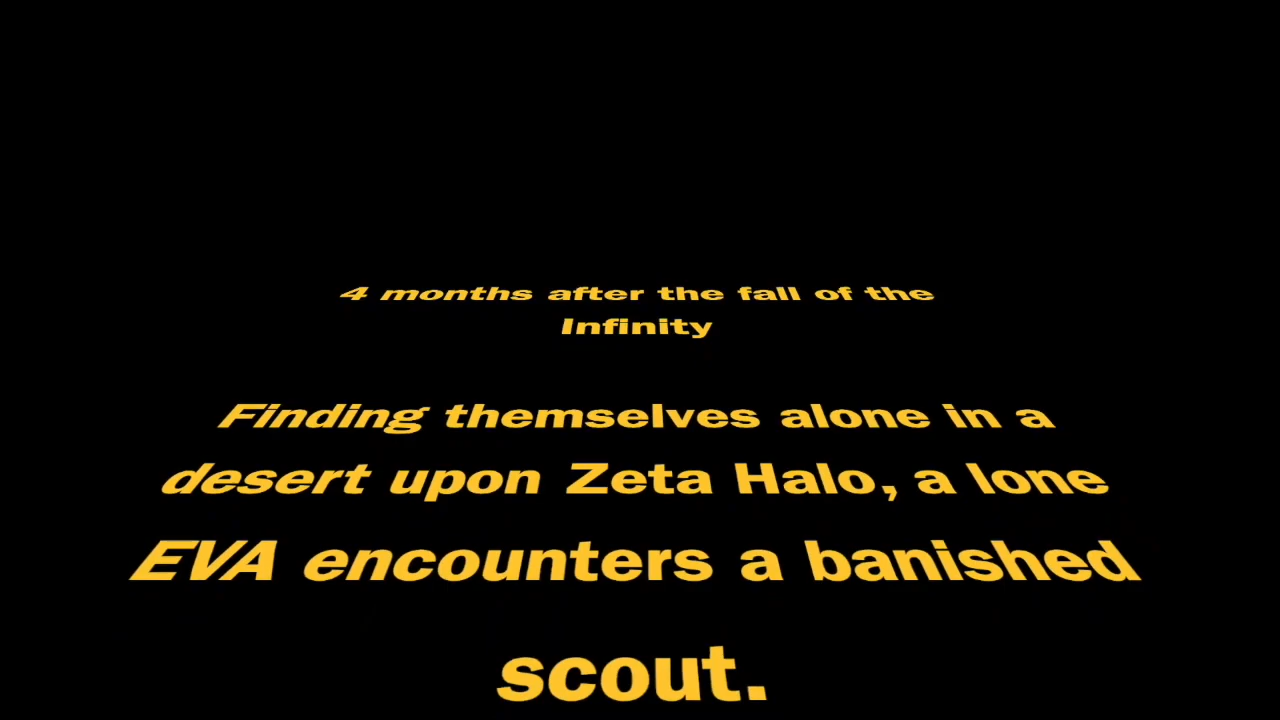 4 months after the fall of the
Infinity
Finding themselves alone in a
desert upon Zeta Halo, a lone
EVA encounters a banished
scout.